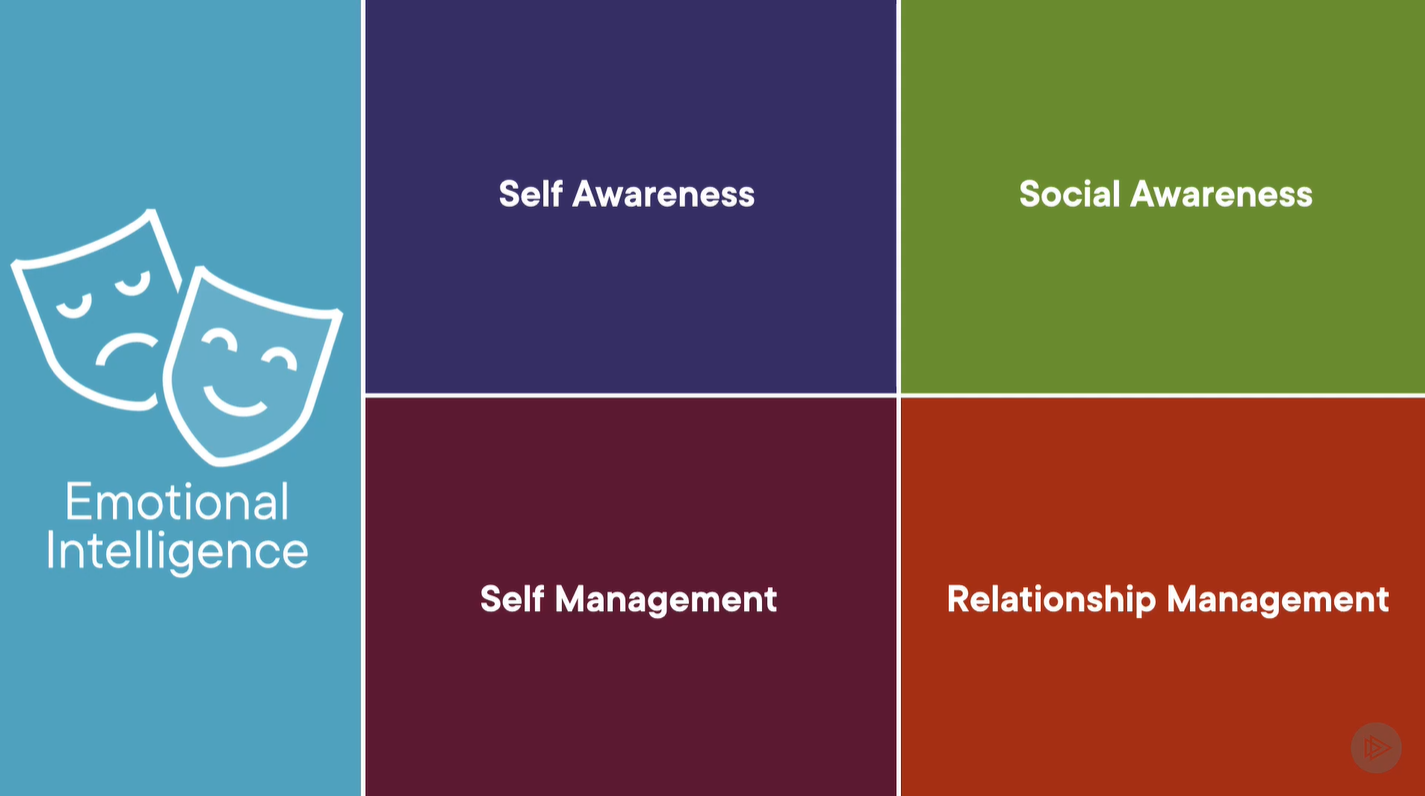 Emotional
Intelligence
Self Awareness
Social Awareness
Self Management
Relationship Management